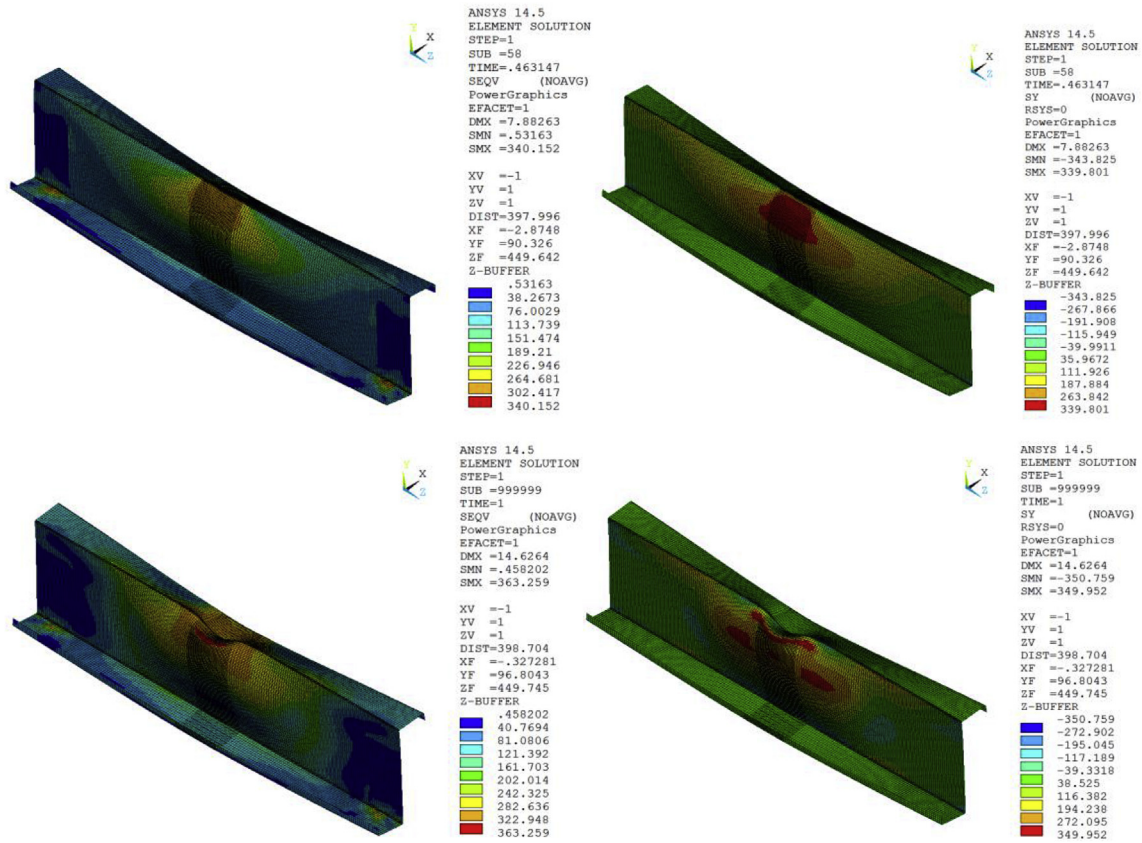 ANSYS 14.5
ELEMENT SOLUTION
STEP=1
SUB =58
TIME=.463147
SEQV (NOAVG)
PowerGraphics
EFACET=1
DMX =7.88263
SMN =.53163
SMX =340.152
XV =-1
YV =1
ZV =1
DIST=397.996
XF =-2.8748
YF =90.326
ZF =449.642
Z-BUFFER
.53163
38.2673
76.0029
113.739
151.474
189.21
226.946
264.681
302.417
340.152
Y
X
Z
ANSYS 14.5
ELEMENT SOLUTION
STEP=1
SUB =58
TIME=.463147
SY (NOAVG)
RSYS=0
PowerGraphics
EFACET=1
DMX =7.88263
SMN =-343.825
SMX =339.801
XV =-1
YV =1
ZV =1
DIST=397.996
XF =-2.8748
YF =90.326
ZF =449.642
Z-BUFFER
-343.825
-267.866
-191.908
-115.949
-39.9911
35.9672
111.926
187.884
263.842
339.801
Y
X
Z
ANSYS 14.5
ELEMENT SOLUTION
STEP=1
SUB =999999
TIME=1
SEQV (NOAVG)
PowerGraphics
EFACET=1
DMX =14.6264
SMN =.458202
SMX =363.259
XV =-1
YV =1
ZV =1
DIST=398.704
XF =-.327281
YF =96.8043
ZF =449.745
Z-BUFFER
.458202
40.7694
81.0806
121.392
161.703
202.014
242.325
282.636
322.948
363.259
Y
X
Z
ANSYS 14.5
ELEMENT SOLUTION
STEP=1
SUB =999999
TIME=1
SY (NOAVG)
RSYS=0
PowerGraphics
EFACET=1
DMX =14.6264
SMN =-350.759
SMX =349.952
XV =-1
YV =1
ZV =1
DIST=398.704
XF =-.327281
YF =96.8043
ZF =449.745
Z-BUFFER
-350.759
-272.902
-195.045
-117.189
-39.3318
38.525
116.382
194.238
272.095
349.952
Y
X
Z